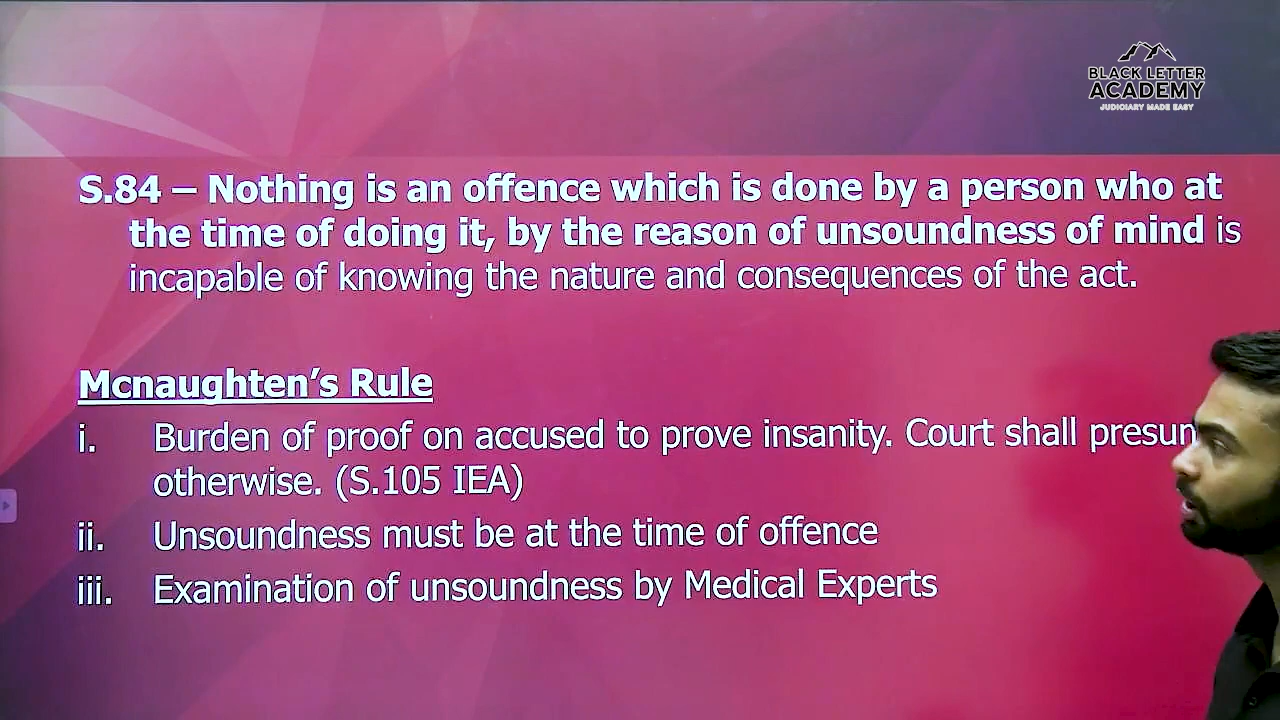 BLACK LETTER
ACADEMY
JUDICIARY MADE EASY
S.84 – Nothing is an offence which is done by a person who at
the time of doing it, by the reason of unsoundness of mind is
incapable of knowing the nature and consequences of the act.
Mcnaughten's Rule
i. Burden of proof on accused to prove insanity. Court shall
otherwise. (S.105 IEA)
ii. Unsoundness must be at the time of offence
iii. Examination of unsoundness by Medical Experts